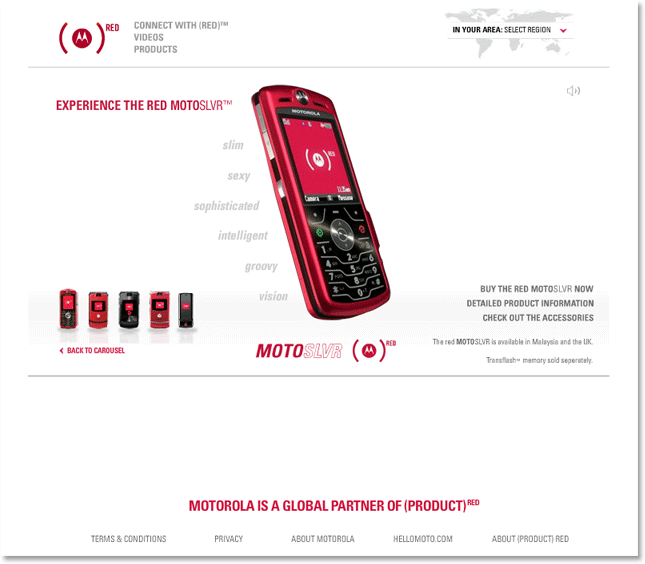 RED
CONNECT WITH (RED)™
VIDEOS
PRODUCTS
IN YOUR AREA: SELECT REGION
EXPERIENCE THE RED MOTOSLVR™
slim
sexy
sophisticated
intelligent
groovy
vision
MOTOROLA
RED
Camera
Message
BUY THE RED MOTOSLVR NOW
DETAILED PRODUCT INFORMATION
CHECK OUT THE ACCESSORIES
BACK TO CAROUSEL
MOTOSLVR RED
The red MOTOSLVR is available in Malaysia and the UK.
Transflash™ memory sold seperately.
MOTOROLA IS A GLOBAL PARTNER OF (PRODUCT)RED
TERMS & CONDITIONS PRIVACY ABOUT MOTOROLA HELLOMOTO.COM ABOUT (PRODUCT) RED